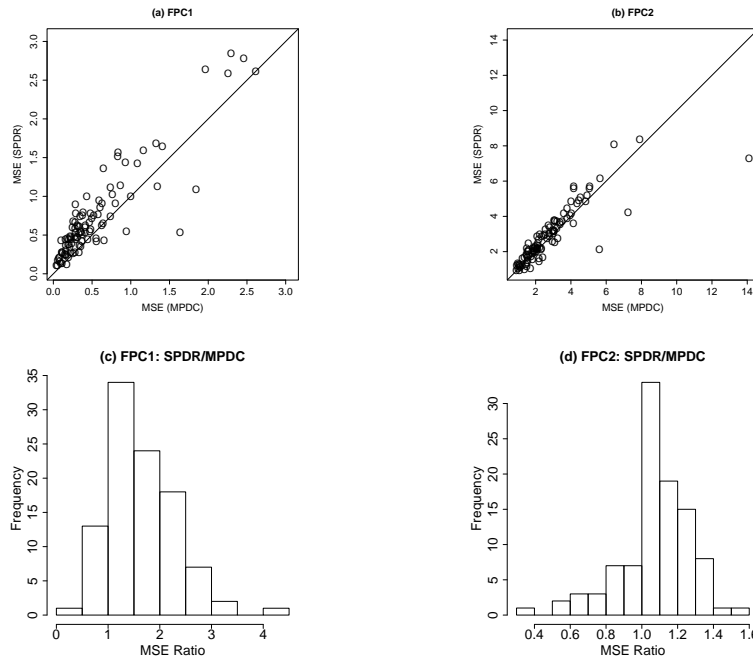 (a) FPC1
MSE (SPDR)
3.0
2.5
2.0
1.5
1.0
0.5
0.0
0.0 0.5 1.0 1.5 2.0 2.5 3.0
MSE (MPDC)
(b) FPC2
MSE (SPDR)
14
12
10
8
6
4
2
2 4 6 8 10 12 14
MSE (MPDC)
(c) FPC1: SPDR/MPDC
Frequency
35
25
15
10
5
0
0 1 2 3 4
MSE Ratio
(d) FPC2: SPDR/MPDC
Frequency
30
20
15
10
5
0
0.4 0.6 0.8 1.0 1.2 1.4 1.6
MSE Ratio